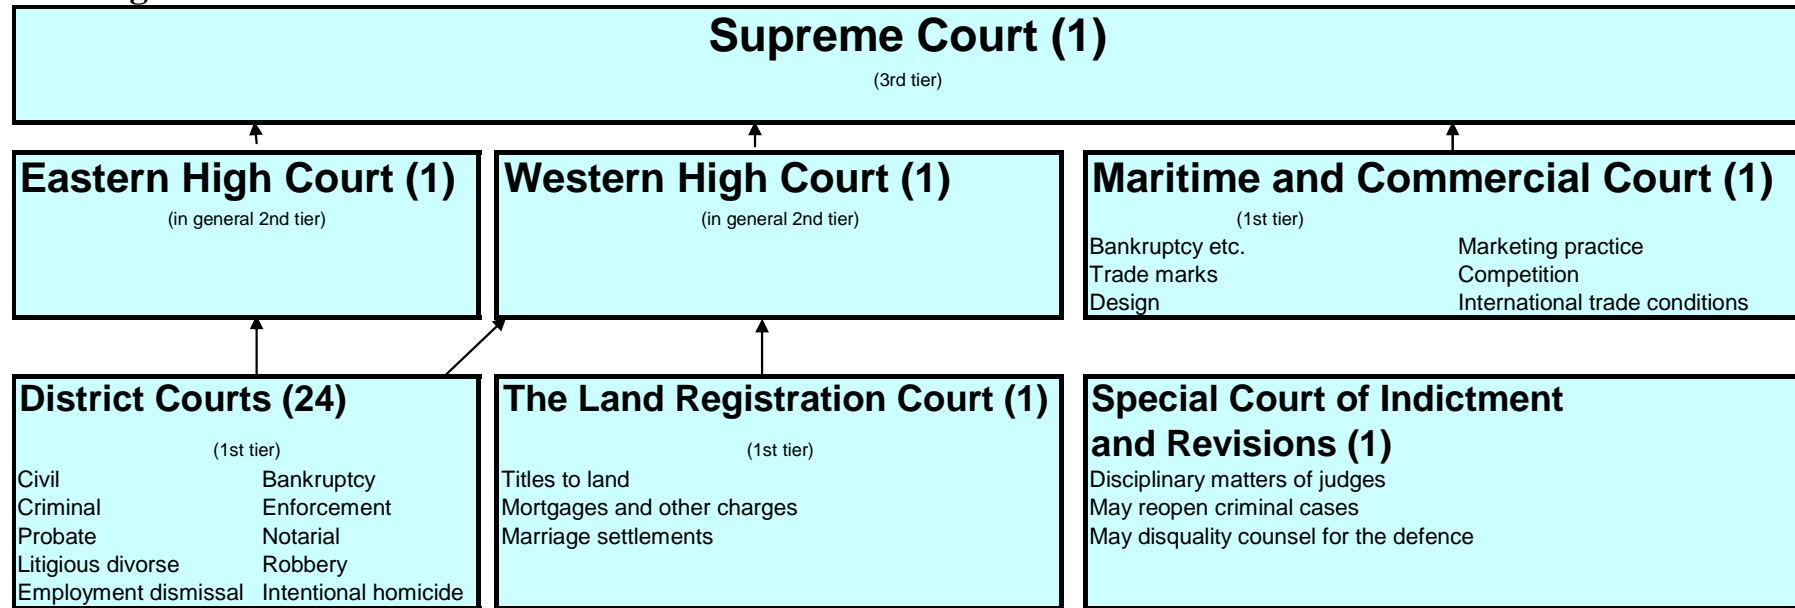 Supreme Court (1)
(3rd tier)
Eastern High Court (1)
(in general 2nd tier)
Western High Court (1)
(in general 2nd tier)
Maritime and Commercial Court (1)
(1st tier)
Bankruptcy etc. Marketing practice
Trade marks Competition
Design International trade conditions
District Courts (24)
(1st tier)
Civil Bankruptcy
Criminal Enforcement
Probate Notarial
Litigious divorse Robbery
Employment dismissal Intentional homicide
The Land Registration Court (1)
(1st tier)
Titles to land
Mortgages and other charges
Marriage settlements
Special Court of Indictment
and Revisions (1)
Disciplinary matters of judges
May reopen criminal cases
May disquality counsel for the defence